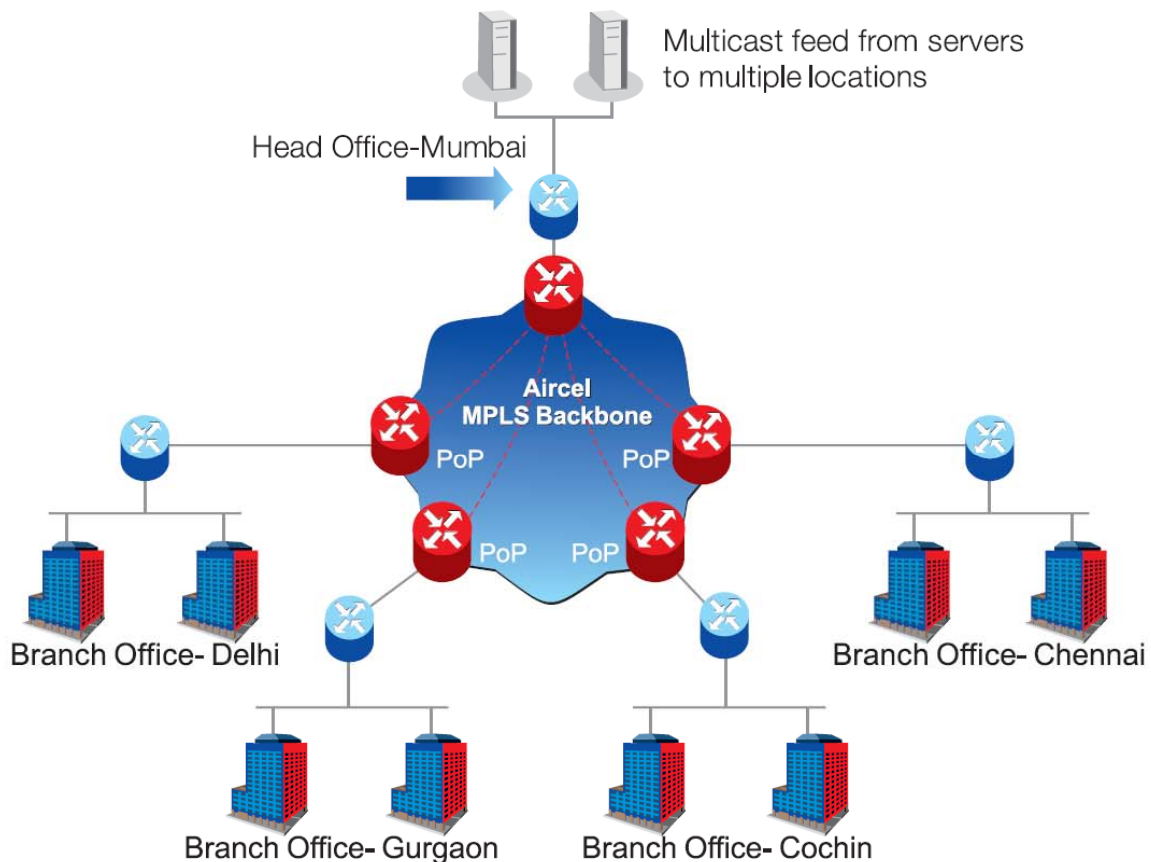 Multicast feed from servers
to multiple locations
Head Office-Mumbai
Aircel
MPLS Backbone
PoP
PoP
PoP
PoP
Branch Office- Delhi
Branch Office- Chennai
Branch Office- Gurgaon
Branch Office- Cochin